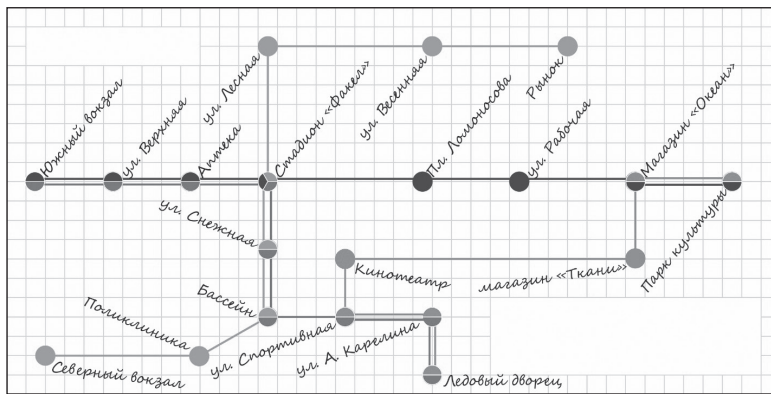 ул. Лесная
ул. Весенняя
Рынок
Южный вокзал
ул. Верхняя
Аптека
Стадион «Факел»
Пл. Ломоносова
ул. Рабочая
Магазин «Океан»
ул. Снежная
Кинотеатр
магазин «Ткани»
Парк культуры
Бассейн
Поликлиника
ул. Спортивная
ул. А. Карелина
Северный вокзал
Ледовый дворец